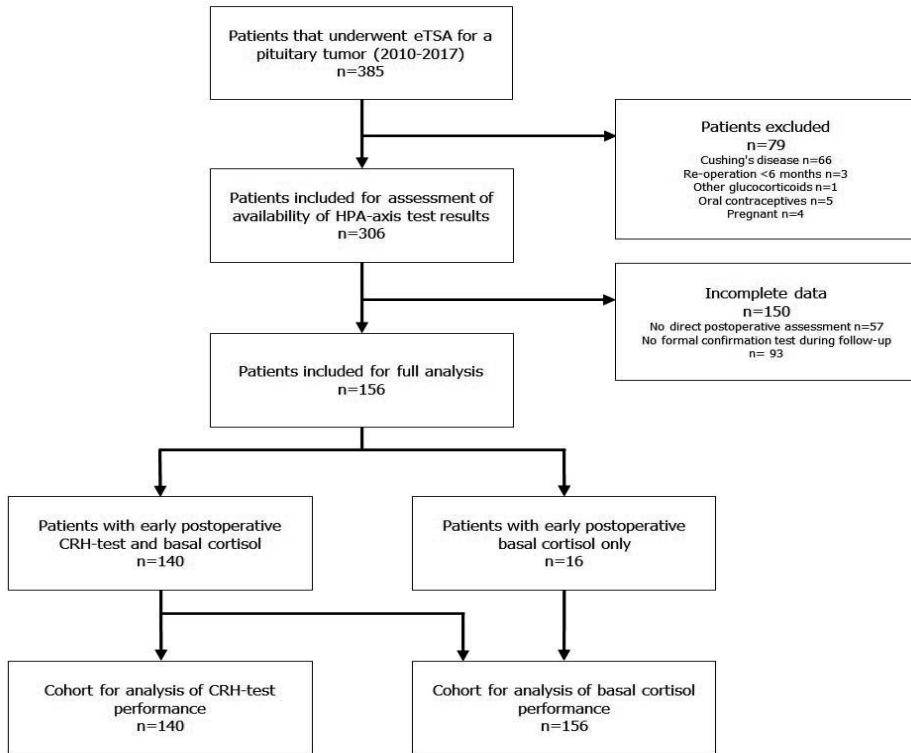 Patients that underwent eTSA for a
pituitary tumor (2010-2017)
n=385
Patients excluded
n=79
Cushing's disease n=66
Re-operation <6 months n=3
Other glucocorticoids n=1
Oral contraceptives n=5
Pregnant n=4
Patients included for assessment of
availability of HPA-axis test results
n=306
Incomplete data
n=150
No direct postoperative assessment n=57
No formal confirmation test during follow-up
n= 93
Patients included for full analysis
n=156
Patients with early postoperative
CRH-test and basal cortisol
n=140
Patients with early postoperative
basal cortisol only
n=16
Cohort for analysis of CRH-test
performance
n=140
Cohort for analysis of basal cortisol
performance
n=156